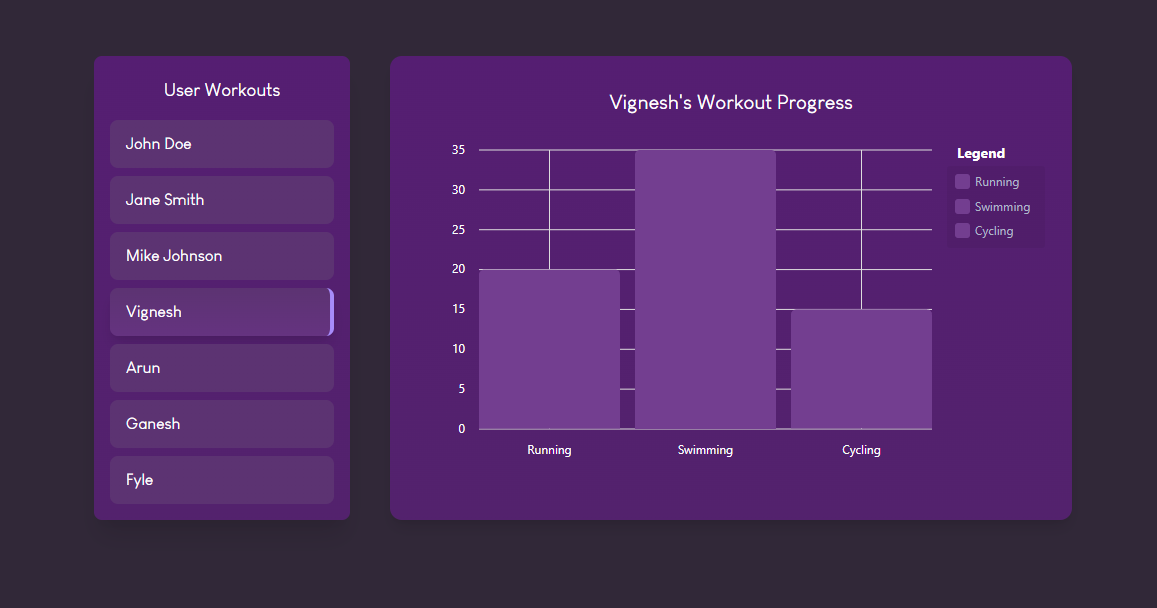 User Workouts
John Doe
Jane Smith
Mike Johnson
Vignesh
Arun
Ganesh
Fyle
Vignesh's Workout Progress
35
30
25
20
15
10
5
0
Running
Swimming
Cycling
Legend
Running
Swimming
Cycling